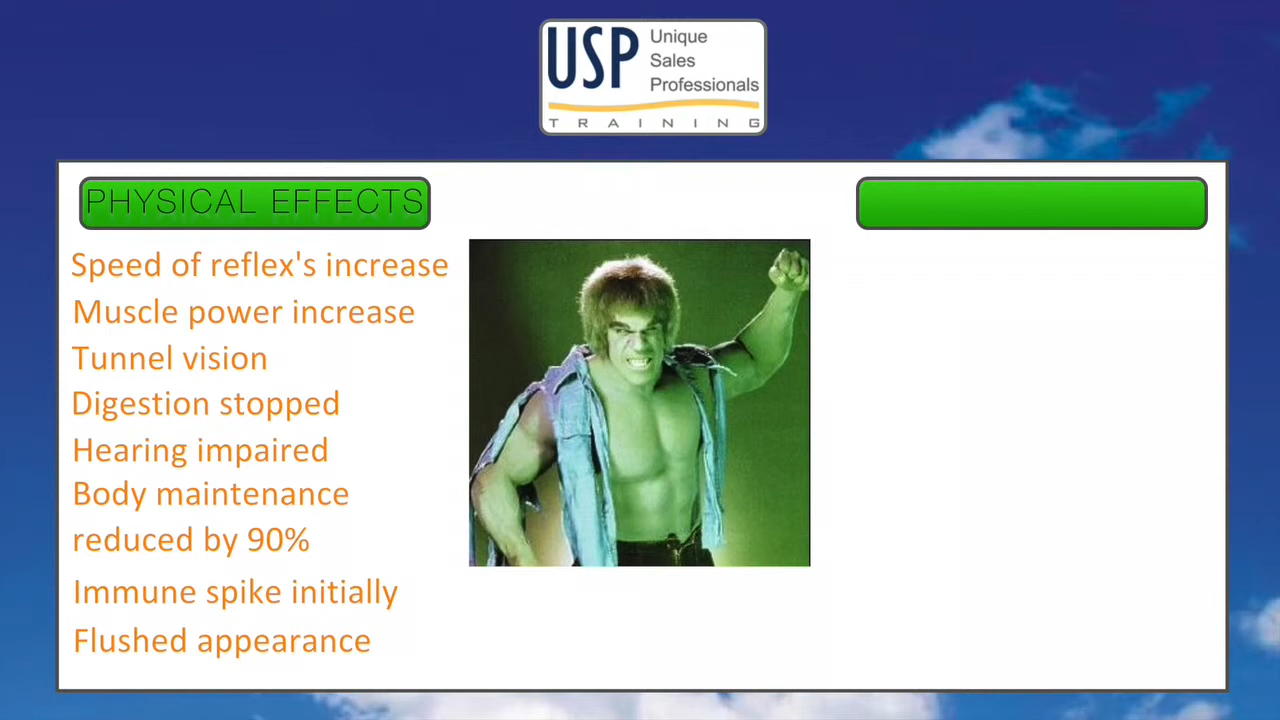 USP
Unique
Sales
Professionals
TRAINING
PHYSICAL EFFECTS
Speed of reflex's increase
Muscle power increase
Tunnel vision
Digestion stopped
Hearing impaired
Body maintenance
reduced by 90%
Immune spike initially
Flushed appearance